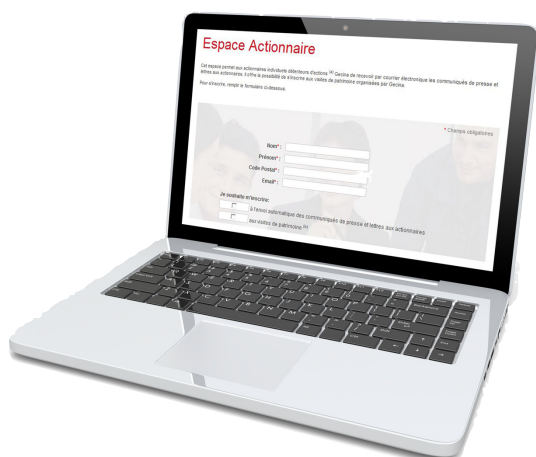 Espace Actionnaire
Cet espace permet aux actionnaires individuels détenteurs d'actions Gecina de recevoir par courrier électronique les communiqués de presse et
lettres aux actionnaires. Il offre la possibilité de s'inscrire aux visites de patrimoine organisées par Gecina.
Pour s'inscrire, remplir le formulaire ci-dessous.
* Champs obligatoires
Nom* :
Prénom* :
Code Postal* :
Email* :
Je souhaite m'inscrire:
à l'envoi automatique des communiqués de presse et lettres aux actionnaires
aux visites de patrimoine